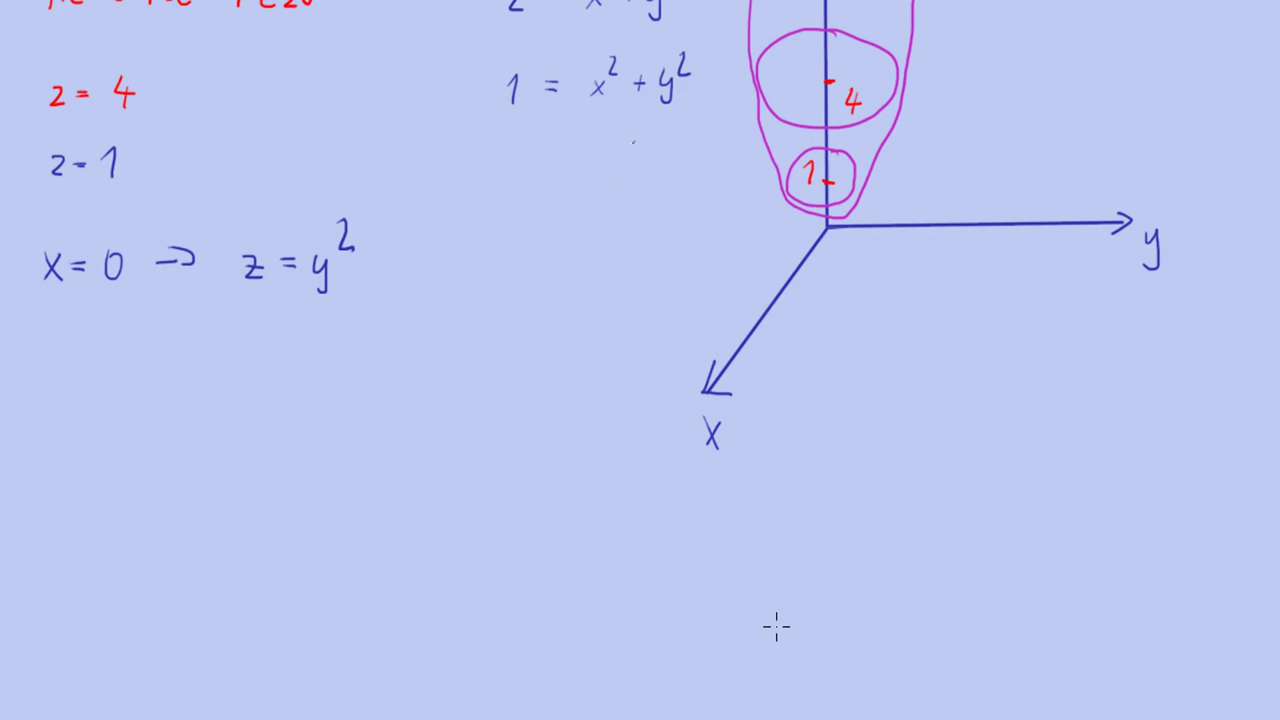 z = 4
z = 1
x = 0 → z = y²
1 = x² + y²
4
1
y
x